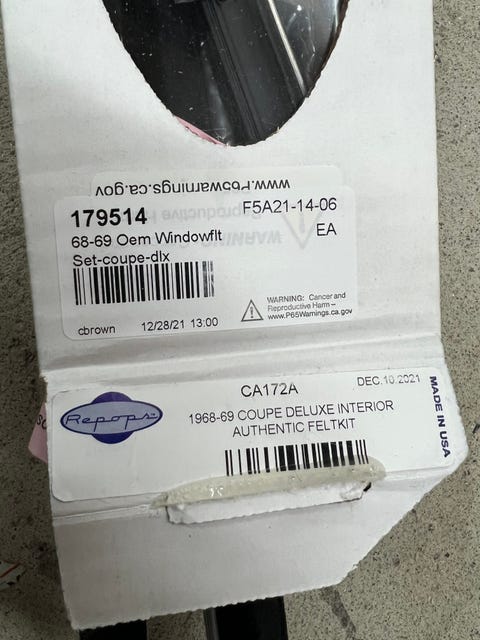 www.P65warnings.ca.gov
WARNING
Reproductive H
179514
F5A21-14-06
68-69 Oem Windowflt
EA
Set-coupe-dlx
WARNING: Cancer and
Reproductive Harm –
www.P65Warnings.ca.gov
cbrown
12/28/21 13:00
CA172A
DEC.10.2021
Repops
1968-69 COUPE DELUXE INTERIOR
AUTHENTIC FELTKIT
MADE IN USA